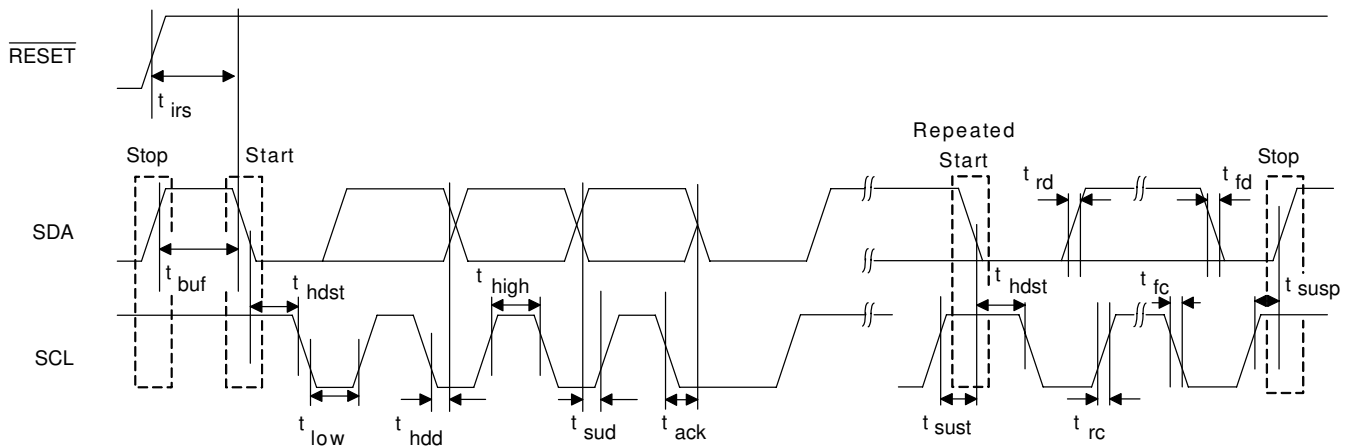 RESET
t irs
Repeated
Stop
Start
Start
Stop
t rd
t fd
SDA
t buf
t hdst
t high
t hdst
t fc
t susp
SCL
t low
t hdd
t sud
t ack
t sust
t rc